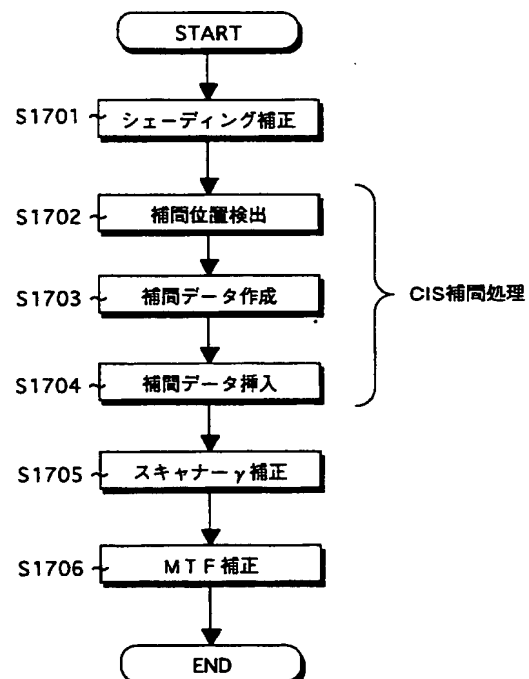 START
S1701 シェーディング補正
S1702 補間位置検出
S1703 補間データ作成
CIS補間処理
S1704 補間データ挿入
S1705 スキャナーγ補正
S1706 MTF補正
END